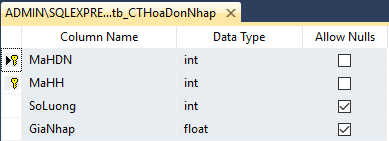 ADMIN\SQLEXPRE...tb_CTHoaDonNhap
Column Name Data Type Allow Nulls
MaHDN int
MaHH int
SoLuong int
GiaNhap float